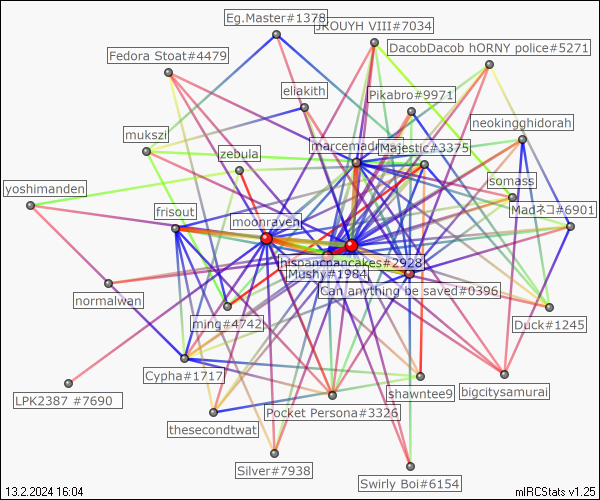 Eg.Master#1378
JKOUYH VIII#7034
DacobDacob hORNY police#5271
Fedora Stoat#4479
eliakith
Pikabro#9971
neokingghidorah
mukszi
zebula
Majestic#3375
somass
yoshimanden
frisout
moonraven
Madネコ#6901
hispancnancakes#2928
Mushy#1984
Can anything be saved#0396
normalwan
ming#4742
Duck#1245
Cypha#1717
LPK2387 #7690
Pocket Persona#3326
shawntee9
bigcitysamurai
thesecondtwat
Silver#7938
Swirly Boi#6154
13.2.2024 16:04
mIRCStats v1.25